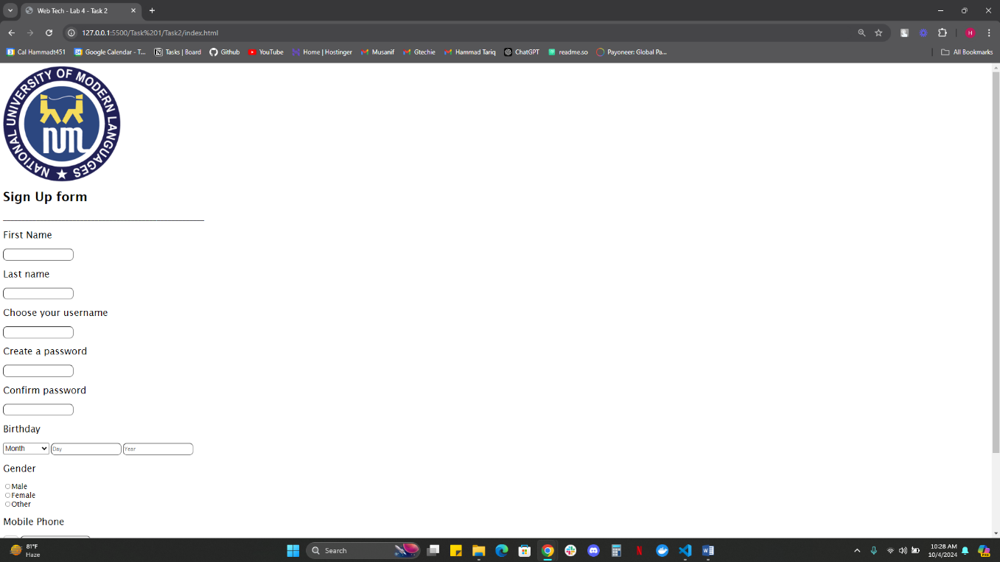 Web Tech - Lab 4 - Task 2
127.0.0.1:5500/Task%201/Task2/index.html
H
Cal Hammadt451 Google Calendar - T... Tasks | Board Github YouTube Home | Hostinger Musanif Gtechie Hammad Tariq ChatGPT readme.so Payoneer: Global Pa... All Bookmarks
NATIONAL UNIVERSITY OF MODERN LANGUAGES
Sign Up form
First Name
Last name
Choose your username
Create a password
Confirm password
Birthday
Month Day Year
Gender
Male
Female
Other
Mobile Phone
81°F
Haze
Search
10:28 AM
10/4/2024